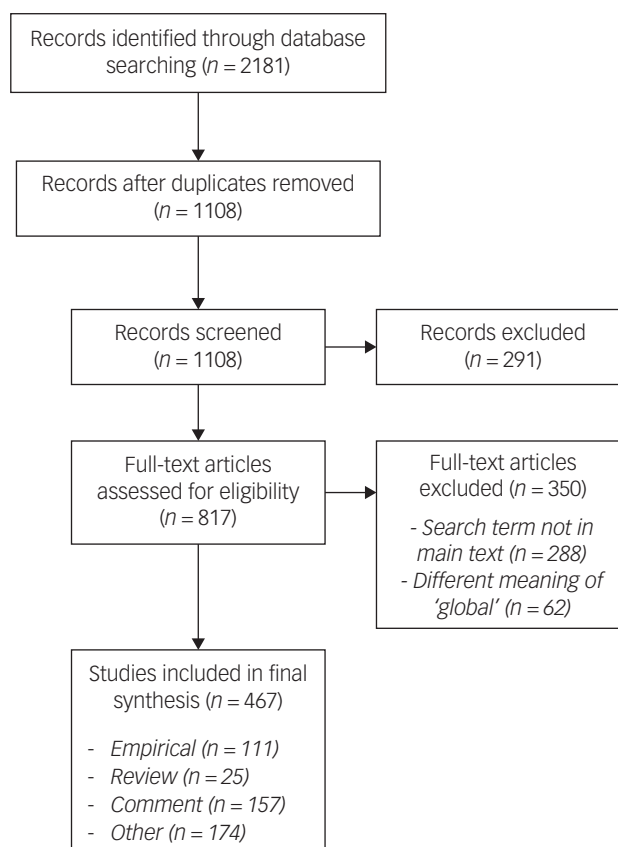 Records identified through database
searching (n = 2181)
Records after duplicates removed
(n = 1108)
Records screened
(n = 1108)
Records excluded
(n = 291)
Full-text articles
assessed for eligibility
(n = 817)
Full-text articles
excluded (n = 350)
- Search term not in
main text (n = 288)
- Different meaning of
‘global’ (n = 62)
Studies included in final
synthesis (n = 467)
- Empirical (n = 111)
- Review (n = 25)
- Comment (n = 157)
- Other (n = 174)